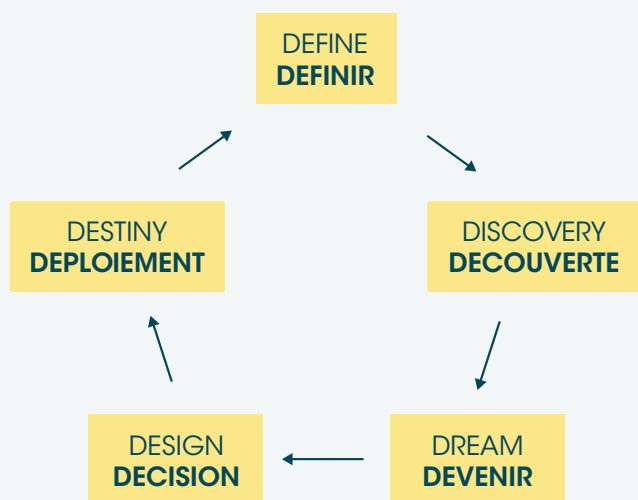 DEFINE
DEFINIR
DISCOVERY
DECOUVERTE
DREAM
DEVENIR
DESIGN
DECISION
DESTINY
DEPLOIEMENT